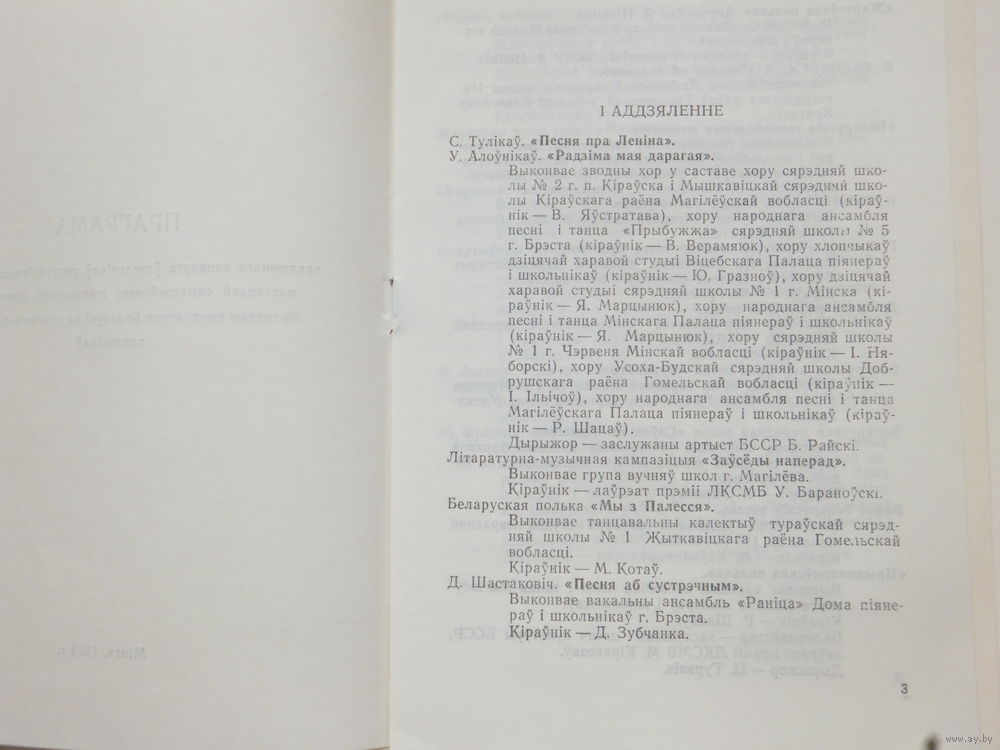 І АДДЗЯЛЕННЕ
С. Тулікаў. «Песня пра Леніна».
У. Алоўнікаў. «Радзіма мая дарагая».
Выконвае зводны хор у саставе хору сярэдняй шко-
лы № 2 г. п. Кіраўска і Мышкавіцкай сярэдняй шко-
лы Кіраўскага раёна Магілёўскай вобласці (кіраў-
нік — В. Яўстратава), хору народнага ансамбля
песні і танца «Прыбужжа» сярэдняй школы № 5
г. Брэста (кіраўнік — В. Верамяюк), хору хлопчыкаў
дзіцячай харавой студыі Віцебскага Палаца піянераў
і школьнікаў (кіраўнік — Ю. Гразноў), хору дзіцячай
харавой студыі сярэдняй школы № 1 г. Мінска (кі-
раўнік — Я. Марцынюк), хору народнага ансамбля
песні і танца Мінскага Палаца піянераў і школьнікаў
(кіраўнік — Я. Марцынюк), хору сярэдняй школы
№ 1 г. Чэрвеня Мінскай вобласці (кіраўнік — І. Ня-
борскі), хору Усоха-Будскай сярэдняй школы Доб-
рушскага раёна Гомельскай вобласці (кіраўнік —
І. Ільічоў), хору народнага ансамбля песні і танца
Магілёўскага Палаца піянераў і школьнікаў (кіраў-
нік — Р. Шацаў).
Дырыжор — заслужаны артыст БССР Б. Райскі.
Літаратурна-музычная кампазіцыя «Заўсёды наперад».
Выконвае група вучняў школ г. Магілёва.
Кіраўнік — лаўрэат прэміі ЛКСМБ У. Бараноўскі.
Беларуская полька «Мы з Палесся».
Выконвае танцавальны калектыў тураўскай сярэд-
няй школы № 1 Жыткавіцкага раёна Гомельскай
вобласці.
Кіраўнік — М. Котаў.
Д. Шастаковіч. «Песня аб сустрэчным».
Выконвае вакальны ансамбль «Раніца» Дома піяне-
раў і школьнікаў г. Брэста.
Кіраўнік — Д. Зубчанка.
3
www.ay.by